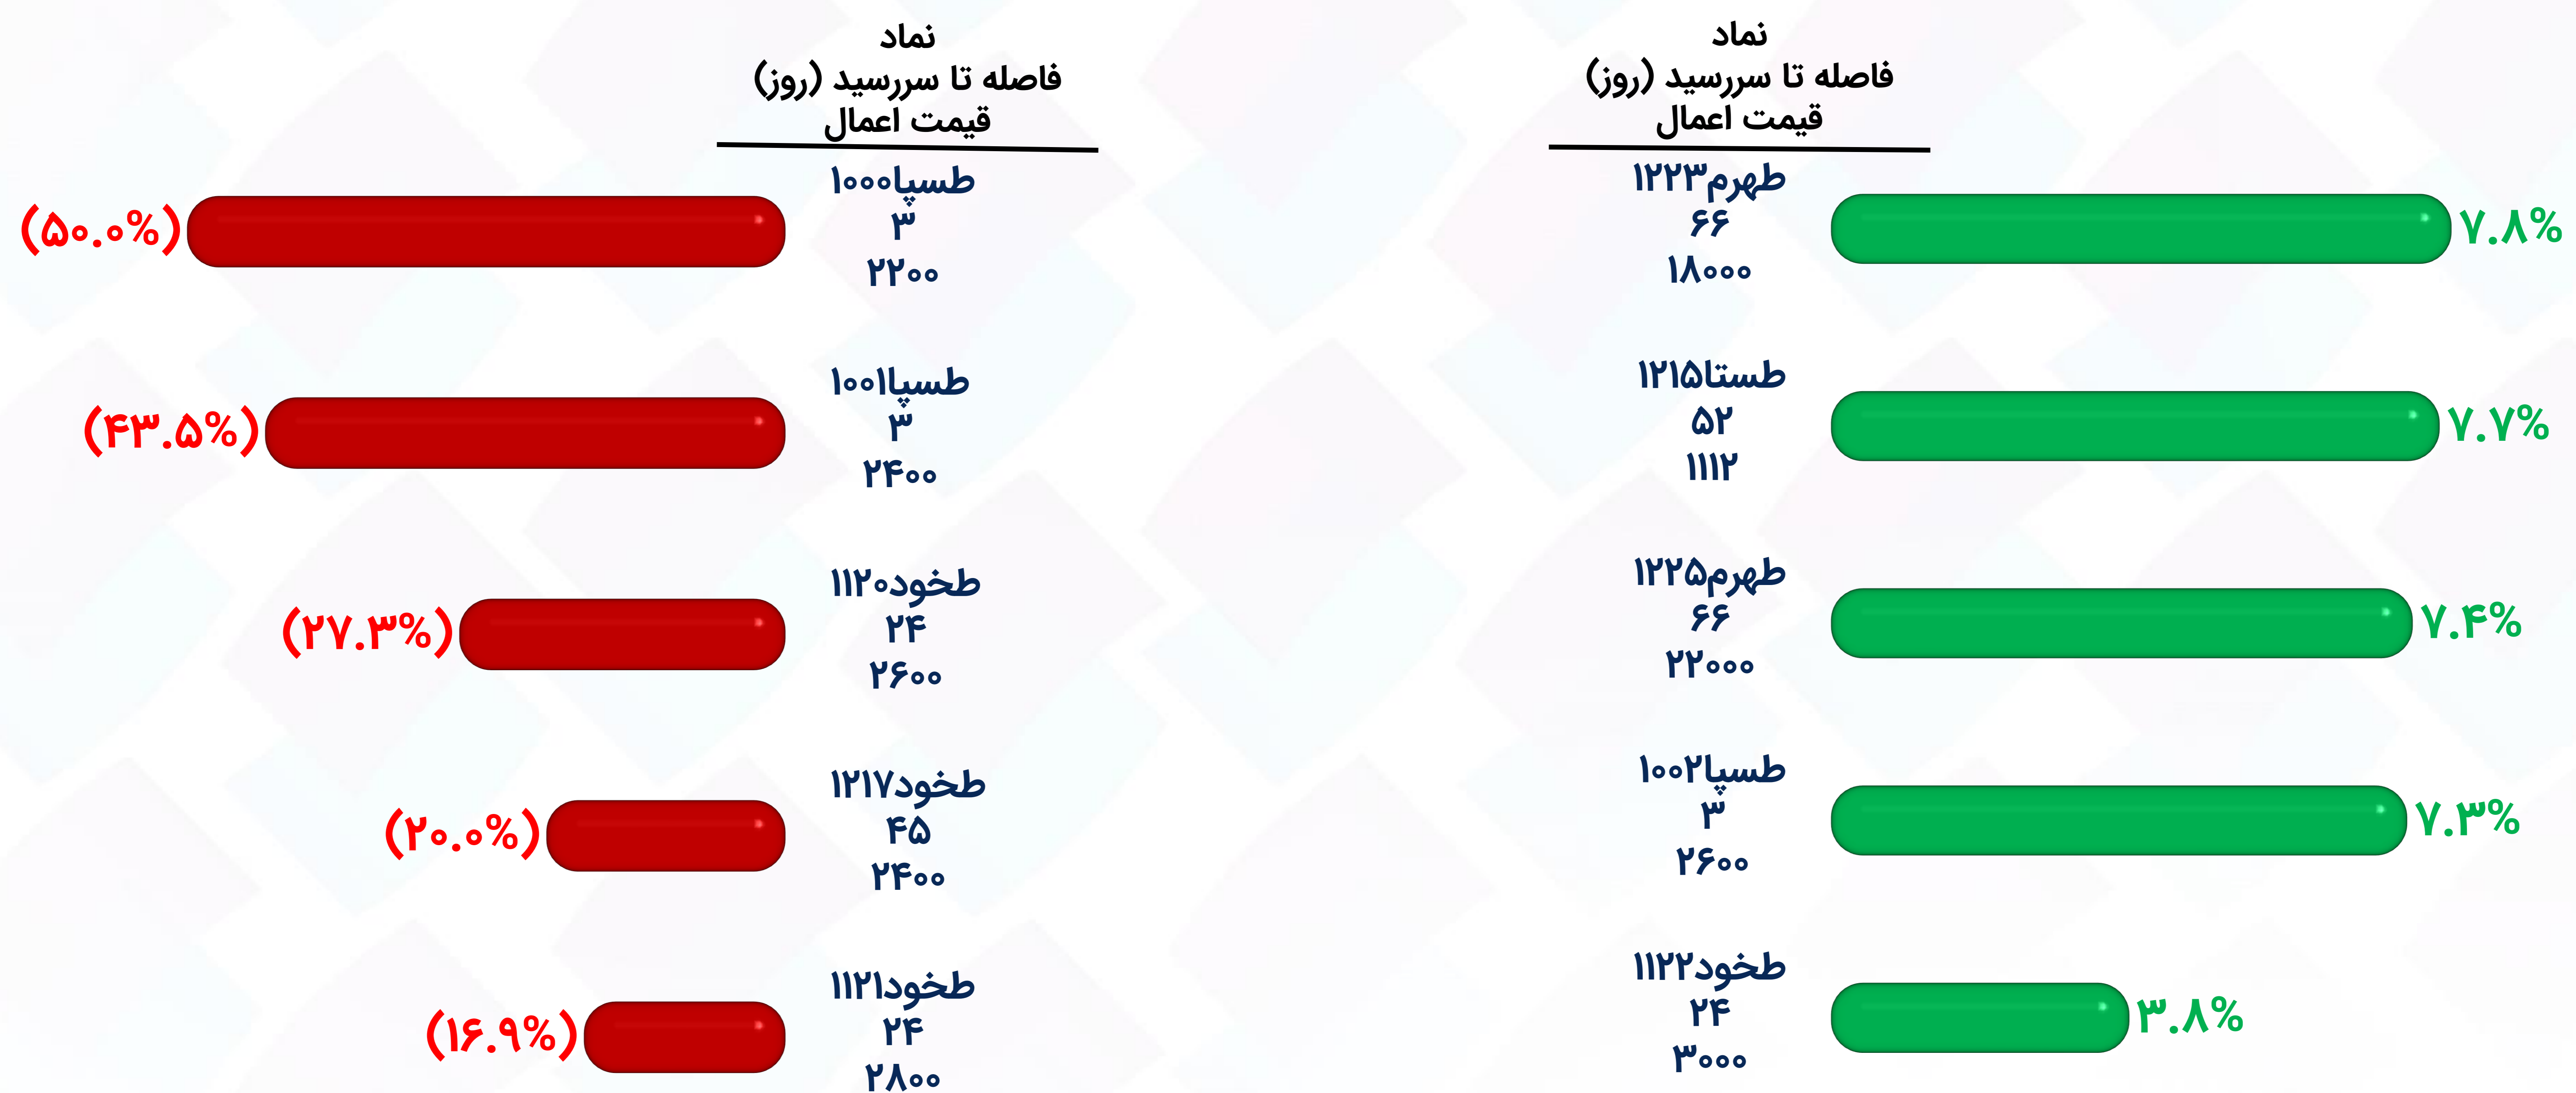 نماد
فاصله تا سررسید (روز)
قیمت اعمال
طهرم۱۲۲۳
۶۶
۱۸۰۰۰
۷.۸%
طستا۱۲۱۵
۵۲
۱۱۱۲
۷.۷%
طهرم۱۲۲۵
۶۶
۲۲۰۰۰
۷.۴%
طسپا۱۰۰۲
۳
۲۶۰۰
۷.۳%
طخود۱۱۲۲
۲۴
۳۰۰۰
۳.۸%
نماد
فاصله تا سررسید (روز)
قیمت اعمال
طسپا۱۰۰۰
۳
۲۲۰۰
(۵۰.۰%)
طسپا۱۰۰۱
۳
۲۴۰۰
(۴۳.۵%)
طخود۱۱۲۰
۲۴
۲۶۰۰
(۲۷.۳%)
طخود۱۲۱۷
۴۵
۲۴۰۰
(۲۰.۰%)
طخود۱۱۲۱
۲۴
۲۸۰۰
(۱۶.۹%)